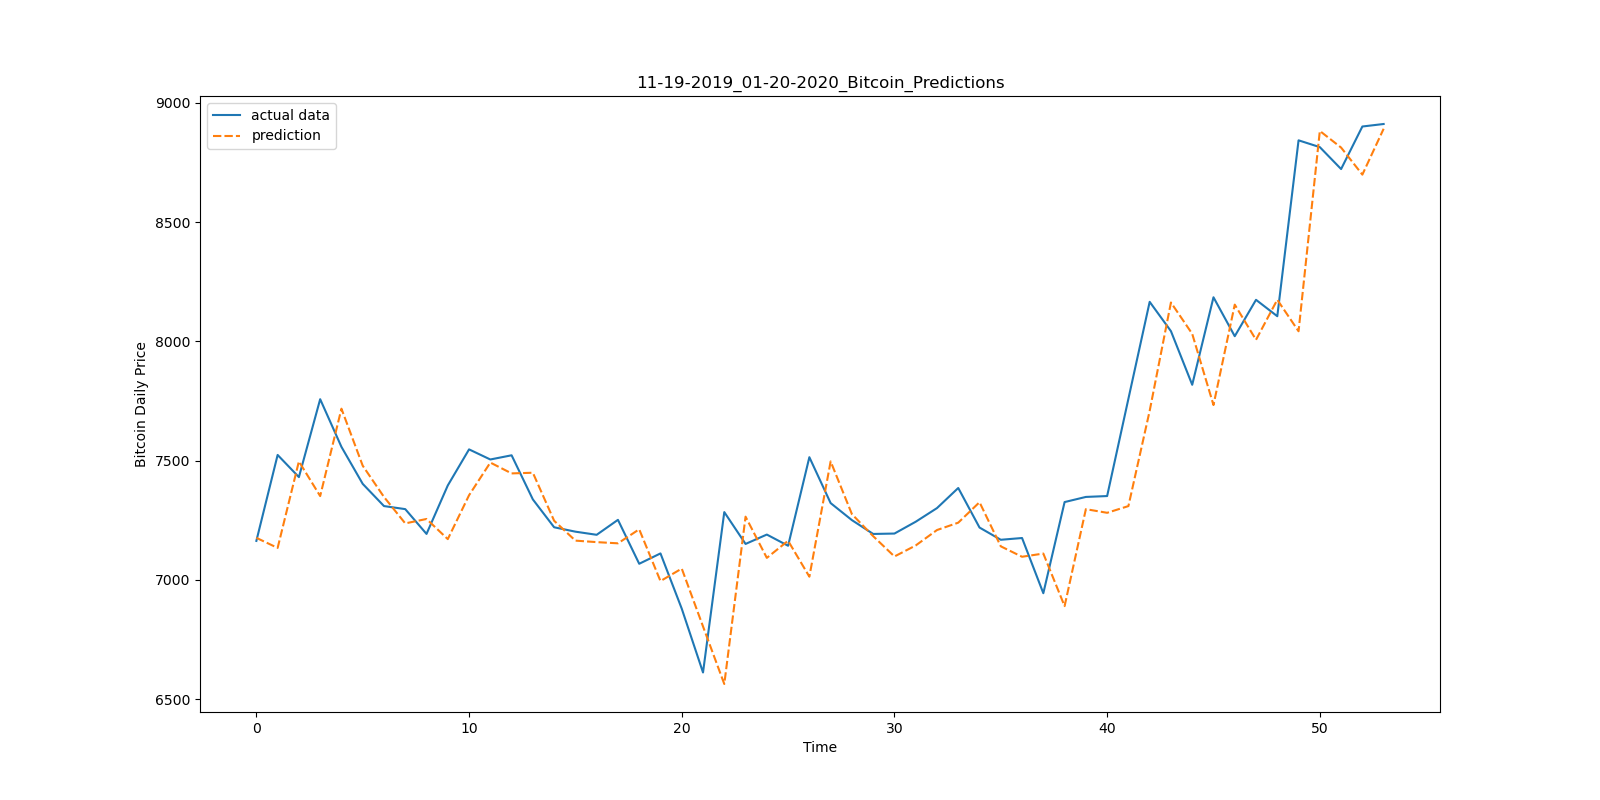 11-19-2019_01-20-2020_Bitcoin_Predictions
actual data
prediction
9000
8500
8000
7500
7000
6500
Bitcoin Daily Price
0 10 20 30 40 50
Time